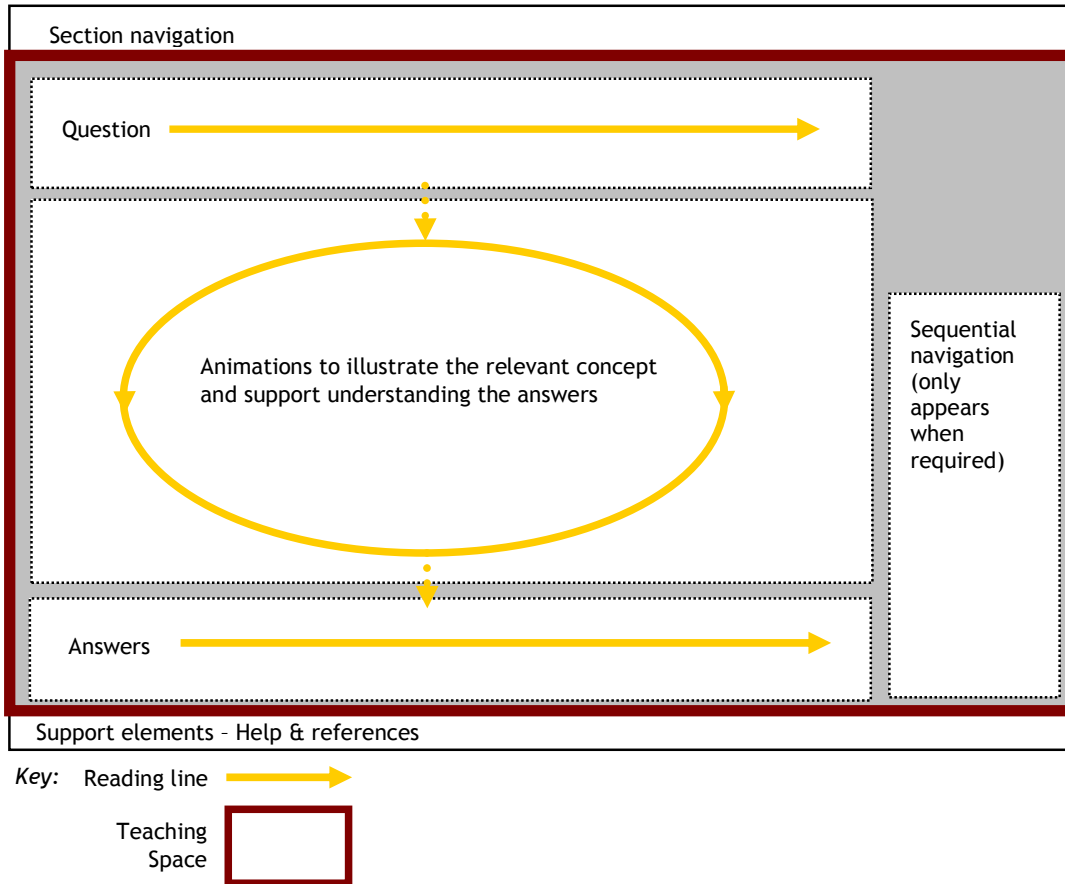 Section navigation
Question
Animations to illustrate the relevant concept
and support understanding the answers
Sequential
navigation
(only
appears
when
required)
Answers
Support elements – Help & references
Key: Reading line
Teaching
Space